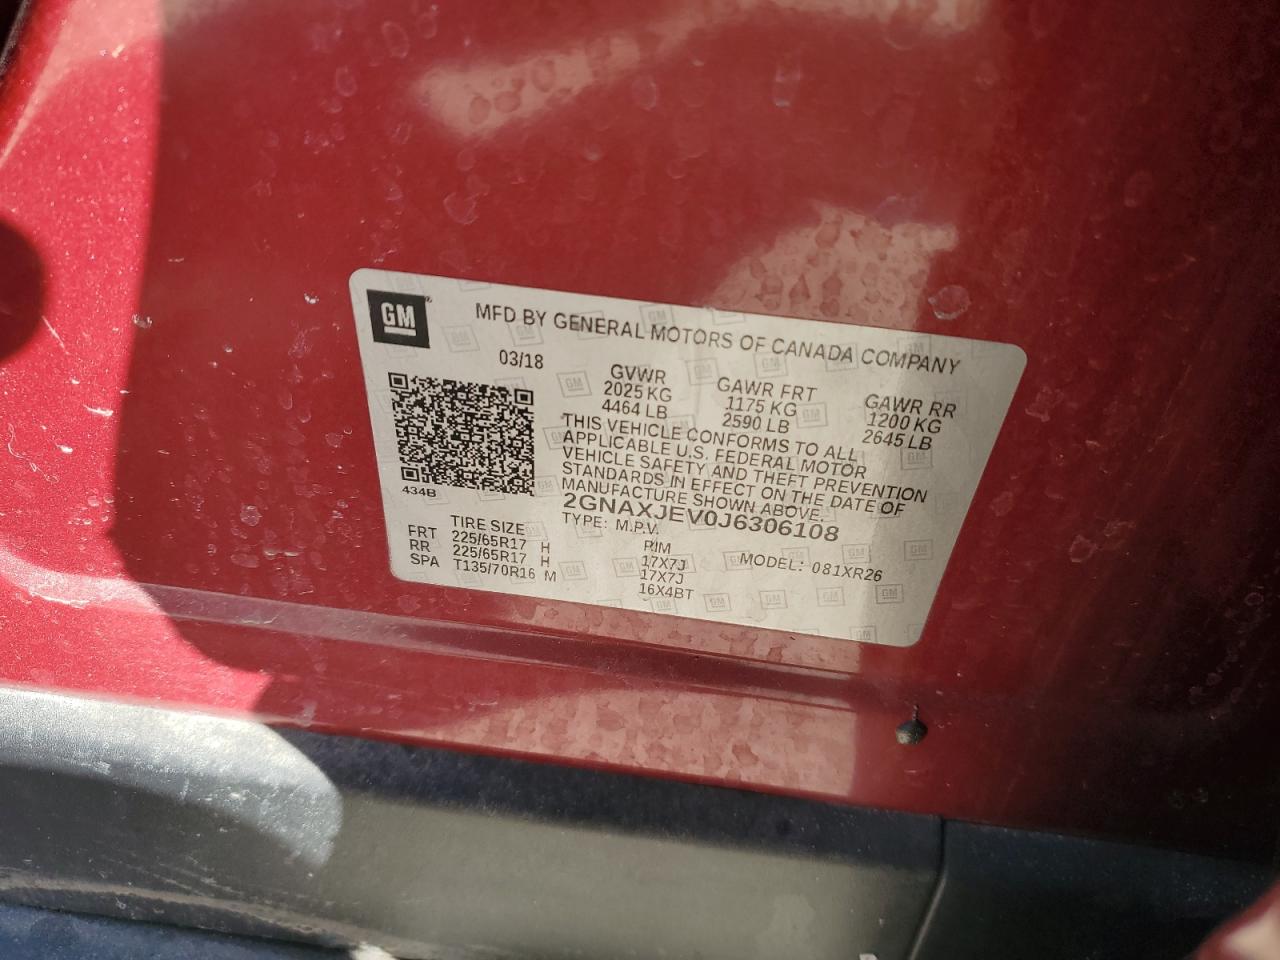 GM
MFD BY GENERAL MOTORS OF CANADA COMPANY
03/18
GVWR GAWR FRT GAWR RR
2025 KG 1175 KG 1200 KG
4464 LB 2590 LB 2645 LB
THIS VEHICLE CONFORMS TO ALL
APPLICABLE U.S. FEDERAL MOTOR
VEHICLE SAFETY AND THEFT PREVENTION
STANDARDS IN EFFECT ON THE DATE OF
MANUFACTURE SHOWN ABOVE.
2GNAXJEV0J6306108
TYPE: M.P.V.
MODEL: 081XR26
434B
TIRE SIZE RIM
FRT 225/65R17 H 17X7J
RR 225/65R17 H 17X7J
SPA T135/70R16 M 16X4BT